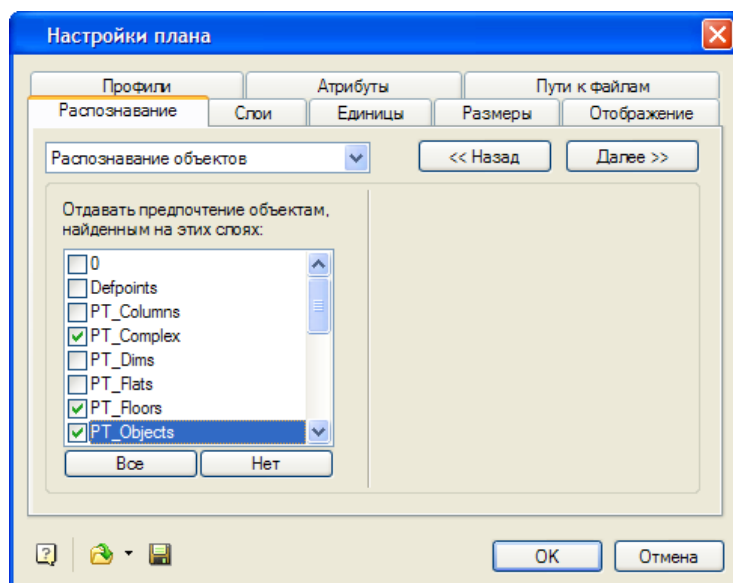 Настройки плана
Профили Атрибуты Пути к файлам
Распознавание Слои Единицы Размеры Отображение
Распознавание объектов << Назад Далее >>
Отдавать предпочтение объектам,
найденным на этих слоях:
0
Defpoints
PT_Columns
PT_Complex
PT_Dims
PT_Flats
PT_Floors
PT_Objects
Все Нет
? OK Отмена